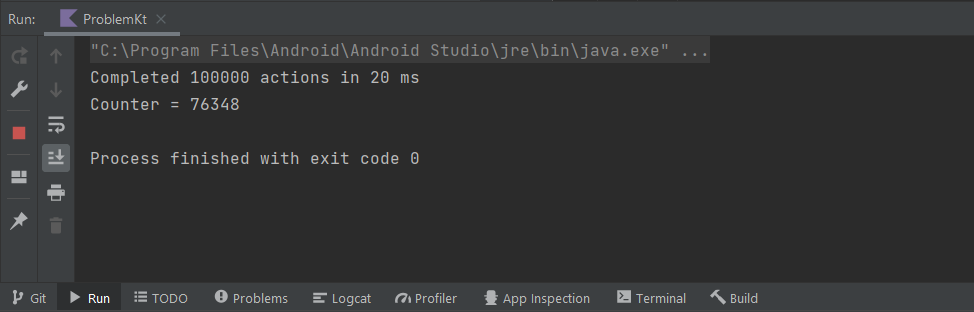 Run: ProblemKt
"C:\Program Files\Android\Android Studio\jre\bin\java.exe" ...
Completed 100000 actions in 20 ms
Counter = 76348
Process finished with exit code 0
Git Run TODO Problems Logcat Profiler App Inspection Terminal Build